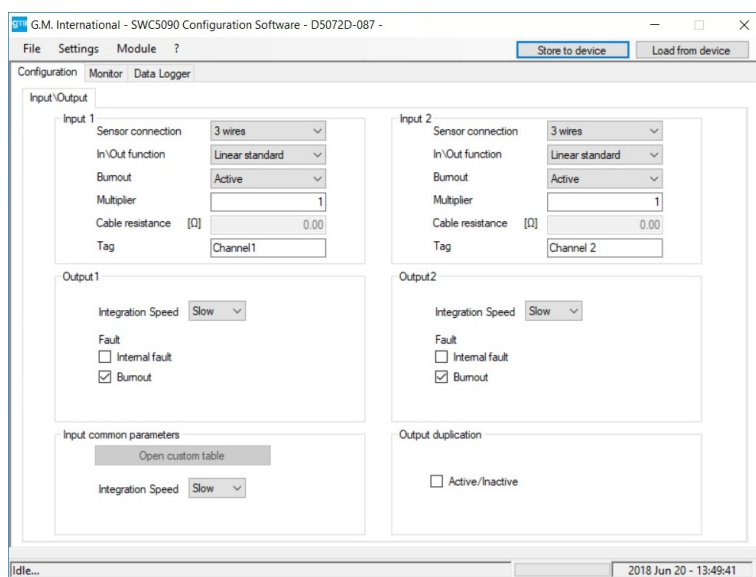 gm G.M. International - SWC5090 Configuration Software - D5072D-087 -
File Settings Module ? Store to device Load from device
Configuration Monitor Data Logger
Input\Output
Input 1
Sensor connection 3 wires
In\Out function Linear standard
Burnout Active
Multiplier 1
Cable resistance [Ω] 0.00
Tag Channel1
Input 2
Sensor connection 3 wires
In\Out function Linear standard
Burnout Active
Multiplier 1
Cable resistance [Ω] 0.00
Tag Channel 2
Output1
Integration Speed Slow
Fault
Internal fault
Burnout
Output2
Integration Speed Slow
Fault
Internal fault
Burnout
Input common parameters
Open custom table
Integration Speed Slow
Output duplication
Active/Inactive
Idle... 2018 Jun 20 - 13:49:41